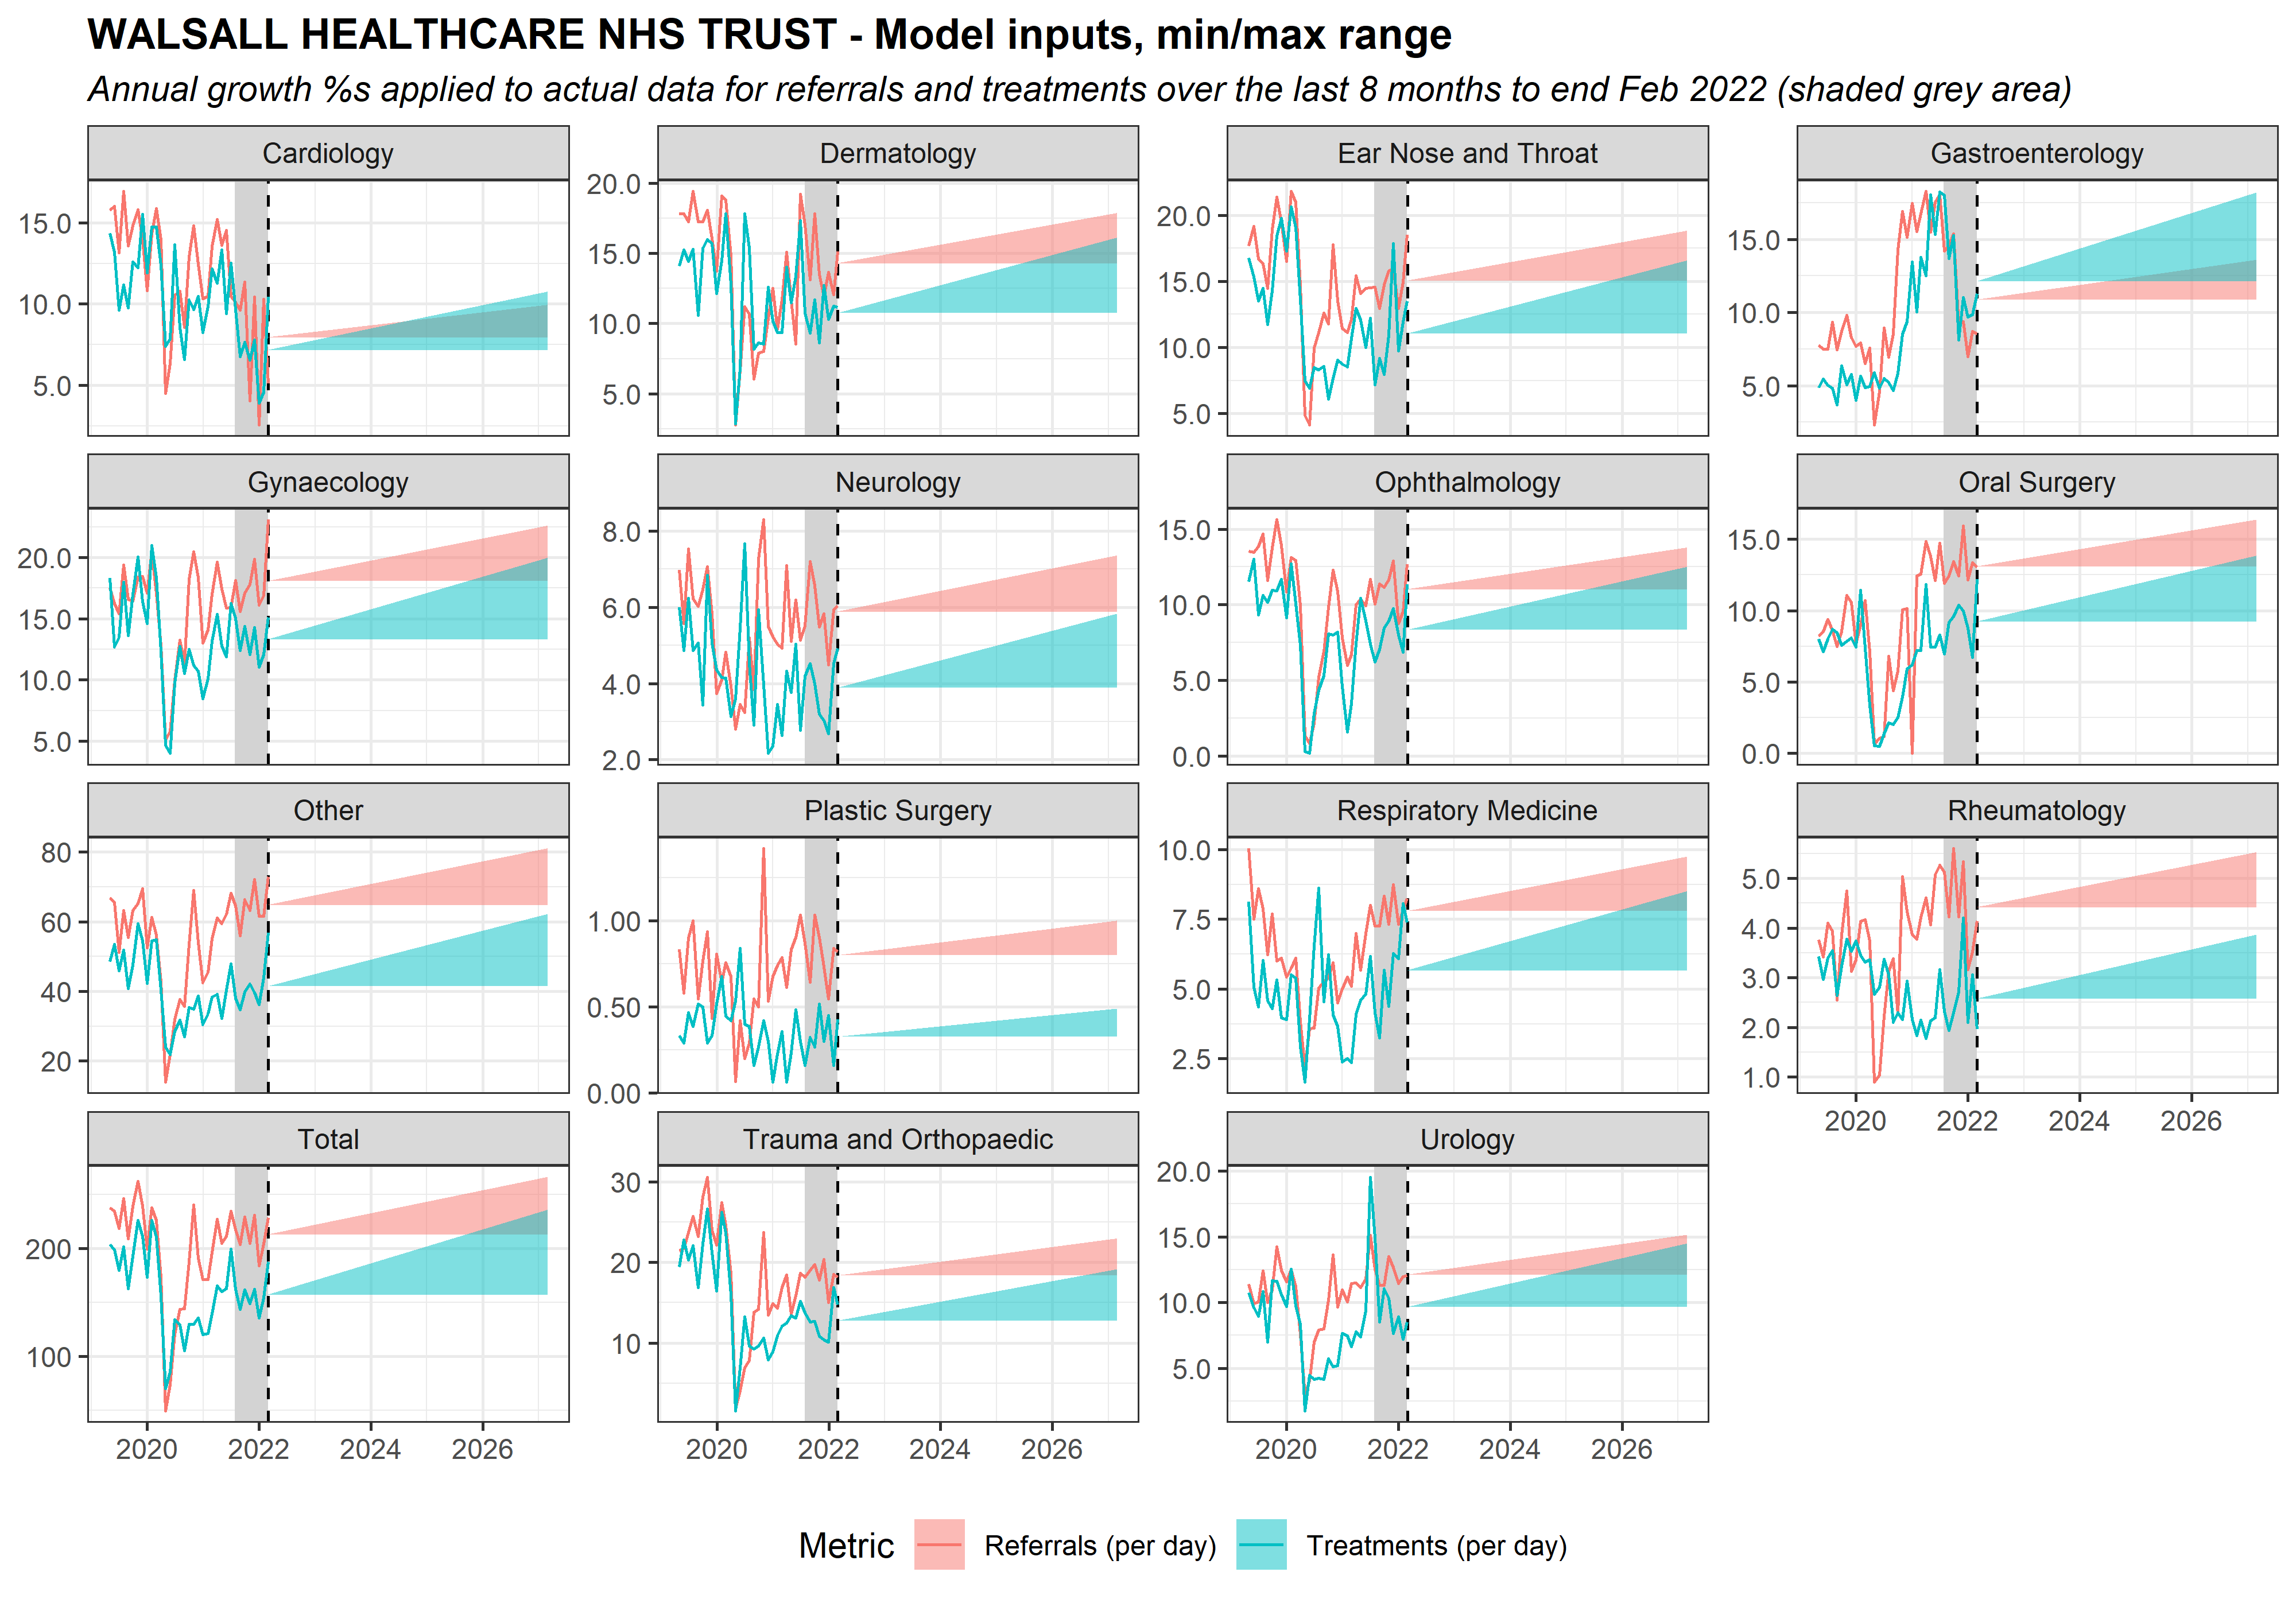 WALSALL HEALTHCARE NHS TRUST - Model inputs, min/max range
Annual growth %s applied to actual data for referrals and treatments over the last 8 months to end Feb 2022 (shaded grey area)
Cardiology
15.0
10.0
5.0
Dermatology
20.0
15.0
10.0
5.0
Ear Nose and Throat
20.0
15.0
10.0
5.0
Gastroenterology
15.0
10.0
5.0
Gynaecology
20.0
15.0
10.0
5.0
Neurology
8.0
6.0
4.0
2.0
Ophthalmology
15.0
10.0
5.0
0.0
Oral Surgery
15.0
10.0
5.0
0.0
Other
80
60
40
20
Plastic Surgery
1.00
0.50
0.00
Respiratory Medicine
10.0
7.5
5.0
2.5
Rheumatology
5.0
4.0
3.0
2.0
1.0
2020 2022 2024 2026
Total
200
100
2020 2022 2024 2026
Trauma and Orthopaedic
30
20
10
2020 2022 2024 2026
Urology
20.0
15.0
10.0
5.0
2020 2022 2024 2026
Metric Referrals (per day) Treatments (per day)